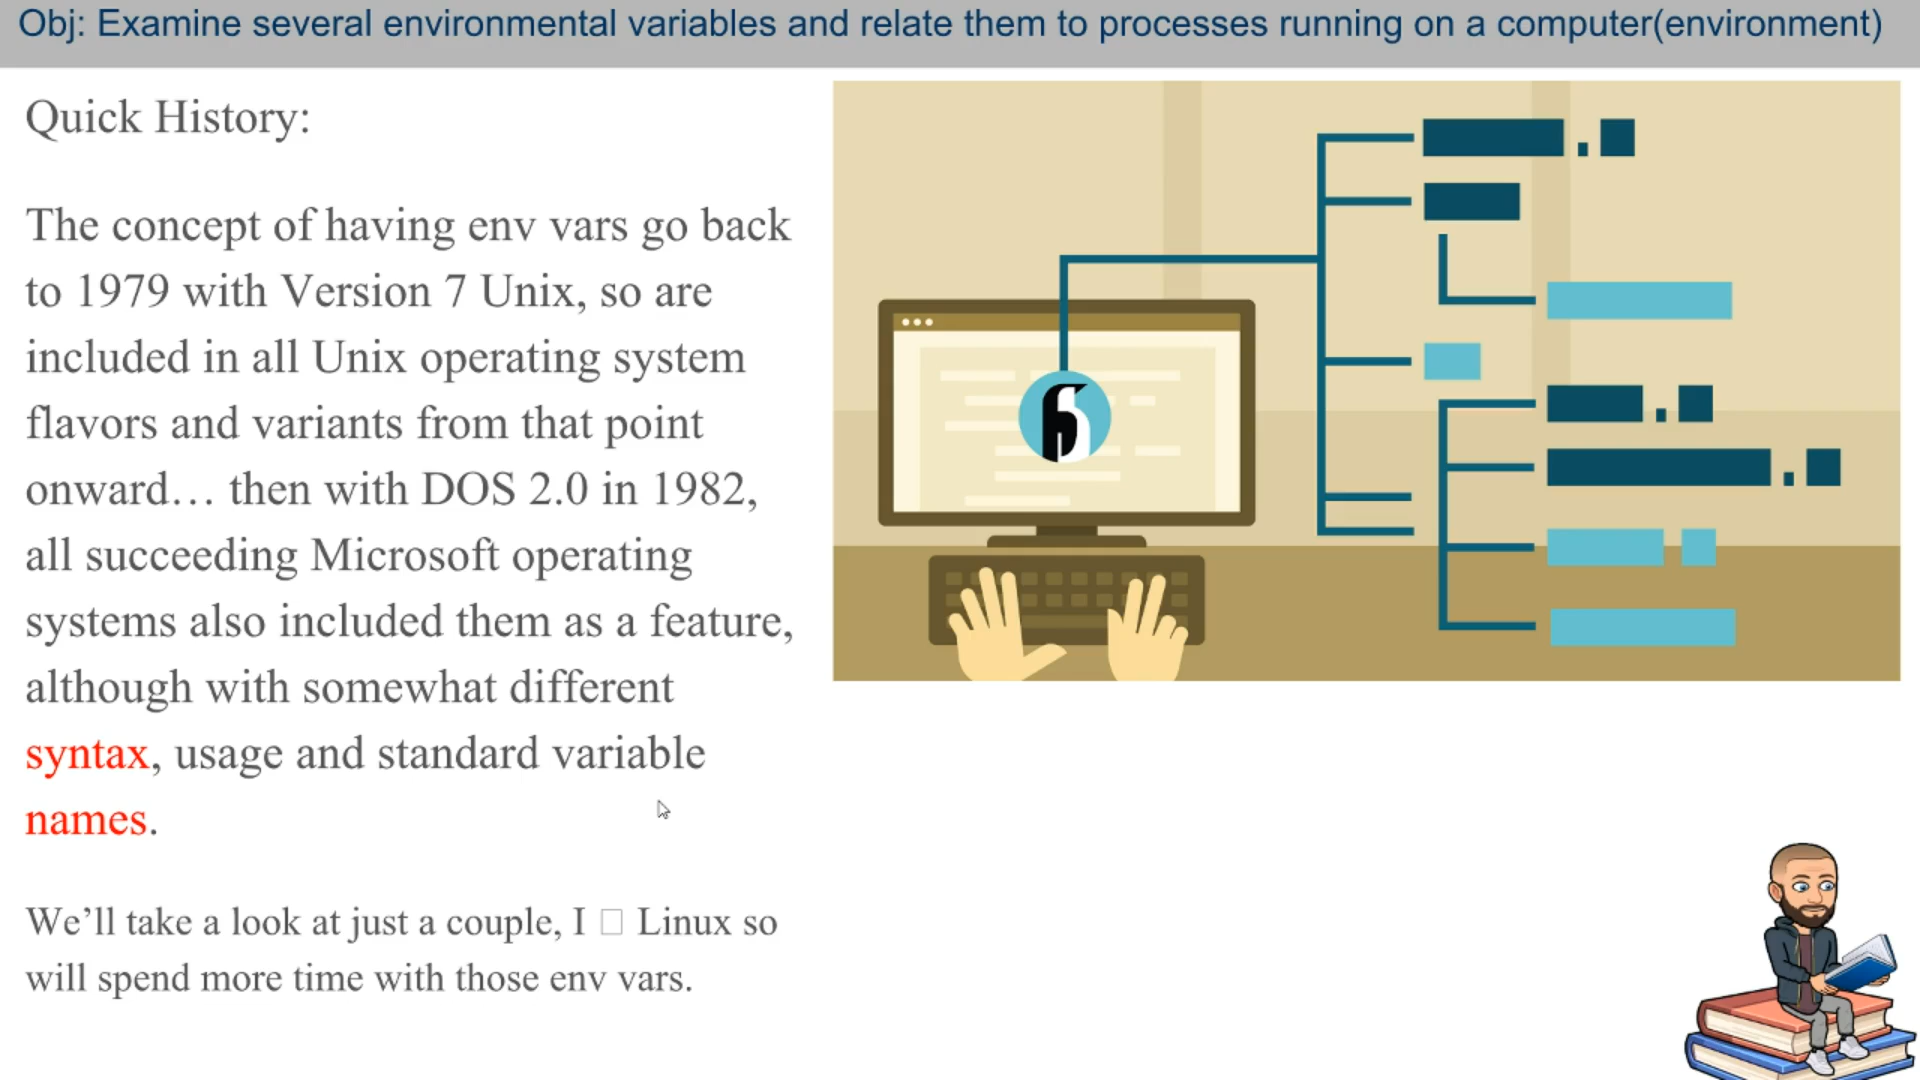 Obj: Examine several environmental variables and relate them to processes running on a computer(environment)
Quick History:
The concept of having env vars go back
to 1979 with Version 7 Unix, so are
included in all Unix operating system
flavors and variants from that point
onward… then with DOS 2.0 in 1982,
all succeeding Microsoft operating
systems also included them as a feature,
although with somewhat different
syntax, usage and standard variable
names.
We’ll take a look at just a couple, I □ Linux so
will spend more time with those env vars.